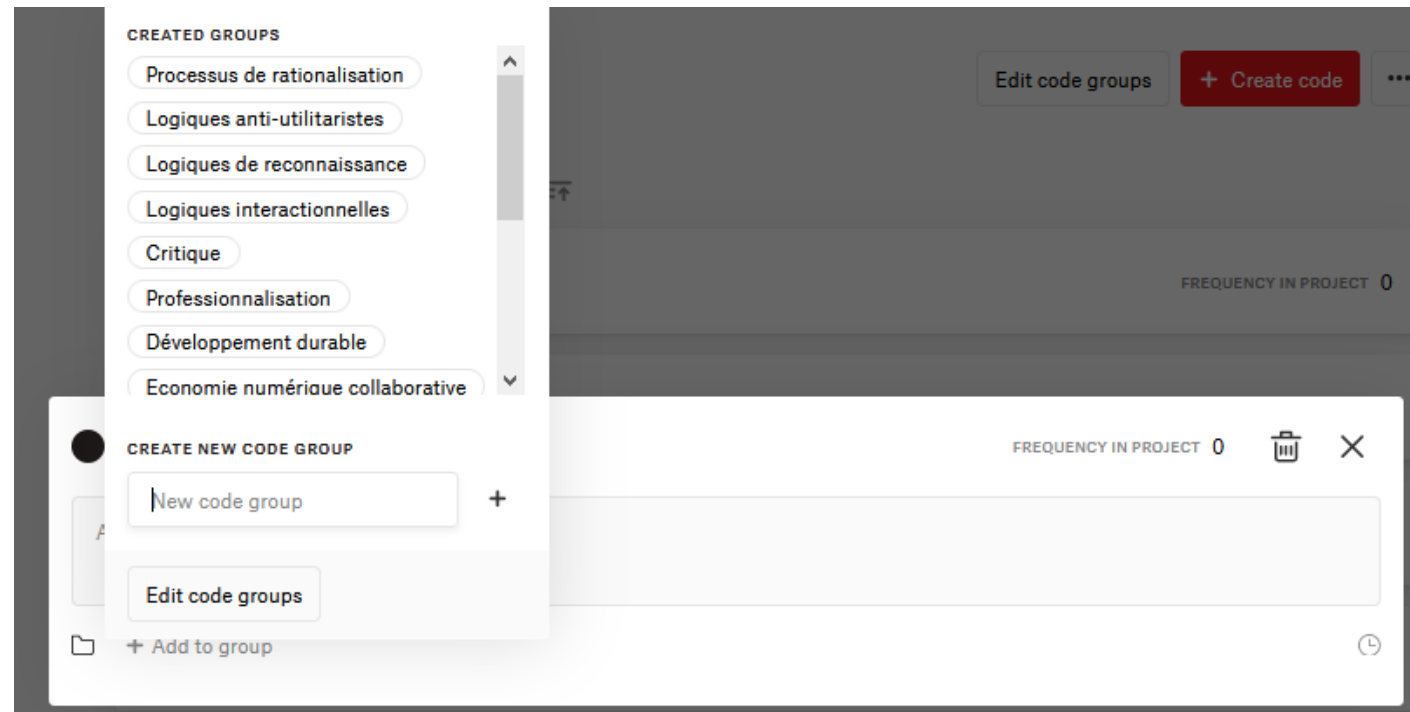 CREATED GROUPS
Processus de rationalisation
Logiques anti-utilitaristes
Logiques de reconnaissance
Logiques interactionnelles
Critique
Professionnalisation
Développement durable
Economie numérique collaborative
Edit code groups
+ Create code
FREQUENCY IN PROJECT 0
CREATE NEW CODE GROUP
New code group
+
Edit code groups
FREQUENCY IN PROJECT 0
+ Add to group